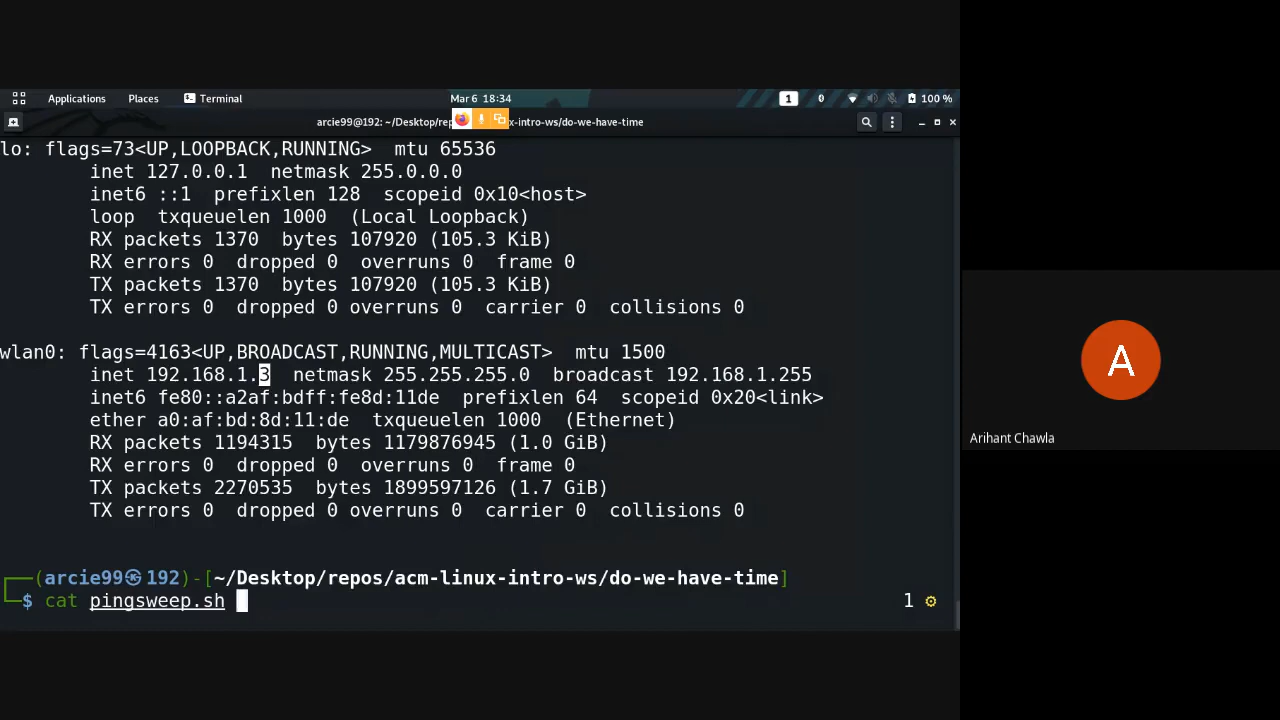 Applications Places Terminal Mar 6 18:34 1 100 %
arcie99@192: ~/Desktop/rep x-intro-ws/do-we-have-time
lo: flags=73<UP,LOOPBACK,RUNNING> mtu 65536
inet 127.0.0.1 netmask 255.0.0.0
inet6 ::1 prefixlen 128 scopeid 0x10<host>
loop txqueuelen 1000 (Local Loopback)
RX packets 1370 bytes 107920 (105.3 KiB)
RX errors 0 dropped 0 overruns 0 frame 0
TX packets 1370 bytes 107920 (105.3 KiB)
TX errors 0 dropped 0 overruns 0 carrier 0 collisions 0
wlan0: flags=4163<UP,BROADCAST,RUNNING,MULTICAST> mtu 1500
inet 192.168.1.3 netmask 255.255.255.0 broadcast 192.168.1.255
inet6 fe80::a2af:bdff:fe8d:11de prefixlen 64 scopeid 0x20<link>
ether a0:af:bd:8d:11:de txqueuelen 1000 (Ethernet)
RX packets 1194315 bytes 1179876945 (1.0 GiB)
RX errors 0 dropped 0 overruns 0 frame 0
TX packets 2270535 bytes 1899597126 (1.7 GiB)
TX errors 0 dropped 0 overruns 0 carrier 0 collisions 0
(arcie99㉿192)-[~/Desktop/repos/acm-linux-intro-ws/do-we-have-time]
$ cat pingsweep.sh 1 ⚙
A
Arihant Chawla